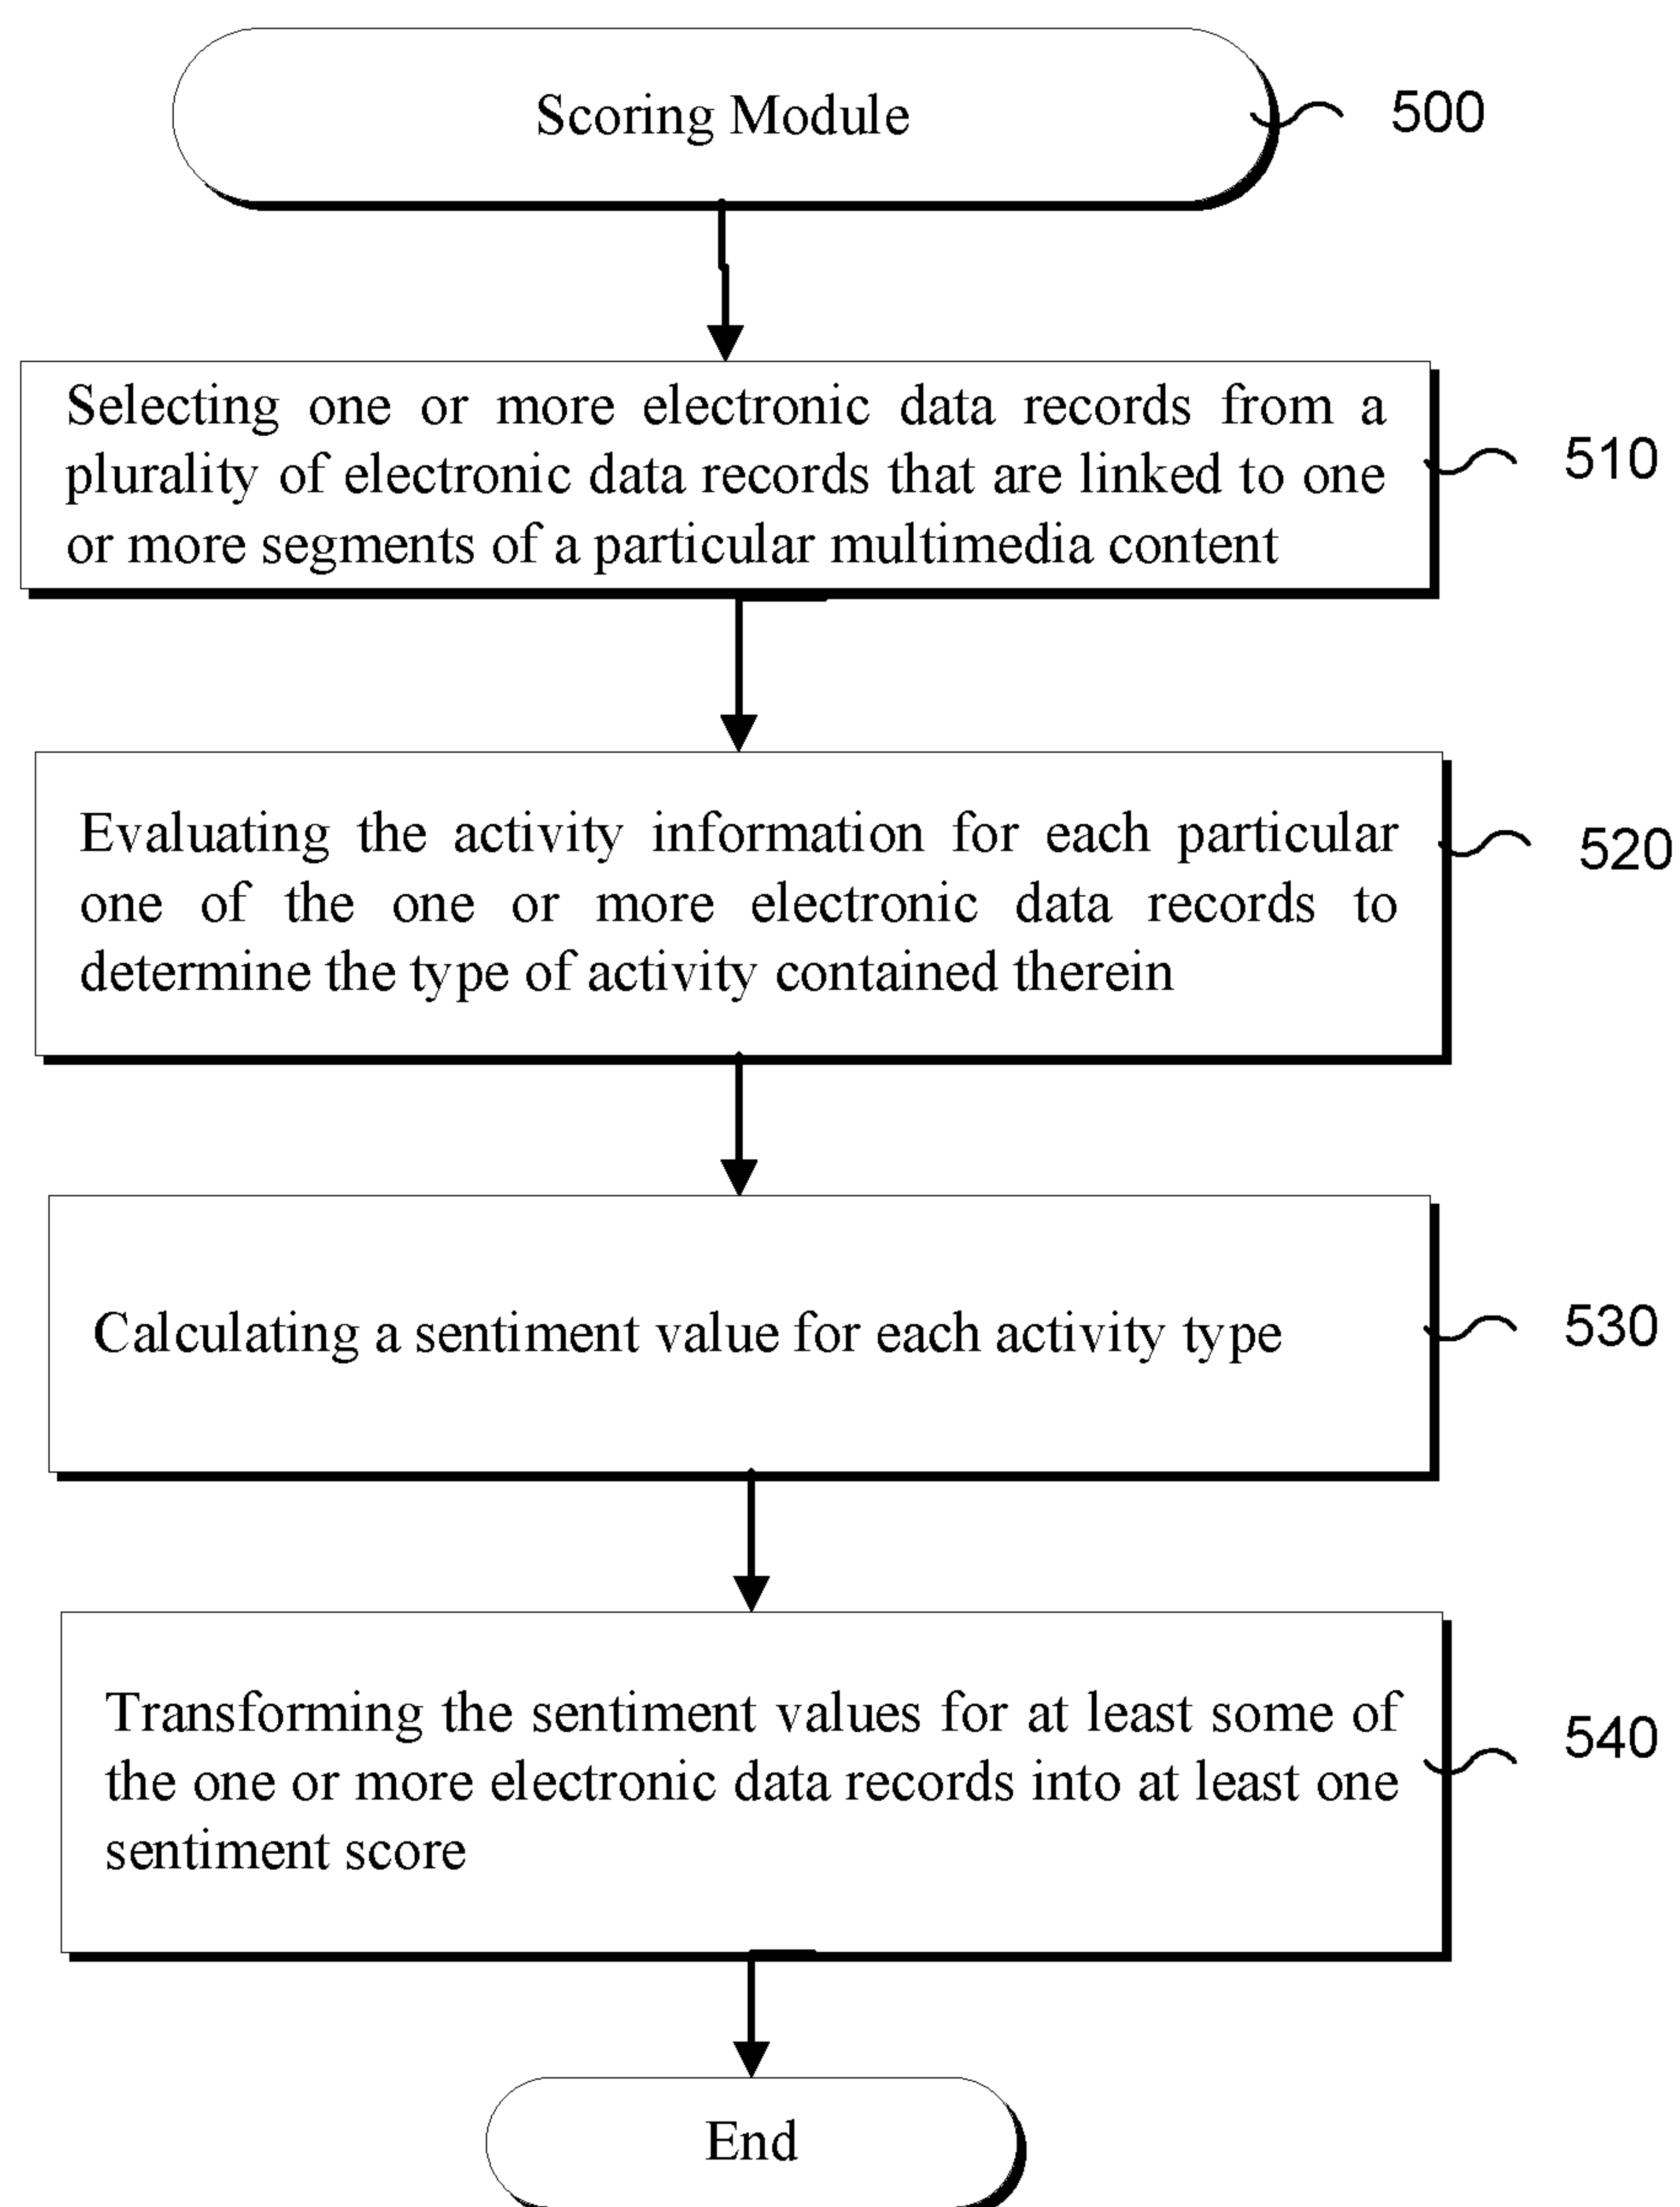 Scoring Module
500
Selecting one or more electronic data records from a
plurality of electronic data records that are linked to one
or more segments of a particular multimedia content
510
Evaluating the activity information for each particular
one of the one or more electronic data records to
determine the type of activity contained therein
520
Calculating a sentiment value for each activity type
530
Transforming the sentiment values for at least some of
the one or more electronic data records into at least one
sentiment score
540
End